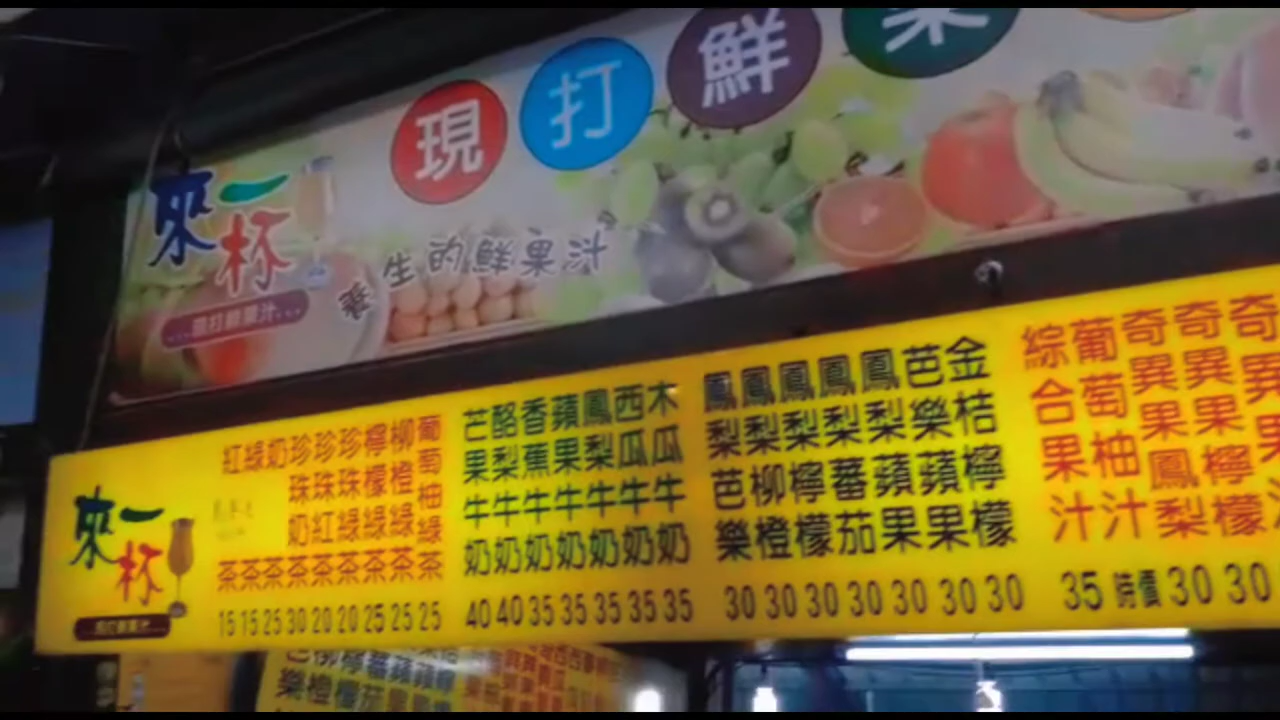 現打鮮果
來一杯
養生的鮮果汁
現打鮮果汁
來一杯
現打鮮果汁
紅茶 15
綠茶 15
奶茶 25
珍珠奶茶 30
珍珠紅茶 20
珍珠綠茶 20
檸檬綠茶 25
柳橙綠茶 25
葡萄柚綠茶 25
芒果牛奶 40
酪梨牛奶 40
香蕉牛奶 35
蘋果牛奶 35
鳳梨牛奶 35
西瓜牛奶 35
木瓜牛奶 35
鳳梨芭樂 30
鳳梨柳橙 30
鳳梨檸檬 30
鳳梨蕃茄 30
鳳梨蘋果 30
芭樂蘋果 30
金桔檸檬 30
綜合果汁 35
葡萄柚汁 時價
奇異果鳳梨 30
奇異果檸檬 30
奇異果